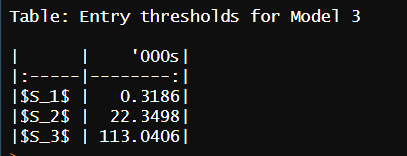 Table: Entry thresholds for Model 3
|      |    '000s|
|:-----|--------:|
|$S_1$ |   0.3186|
|$S_2$ |  22.3498|
|$S_3$ | 113.0406|